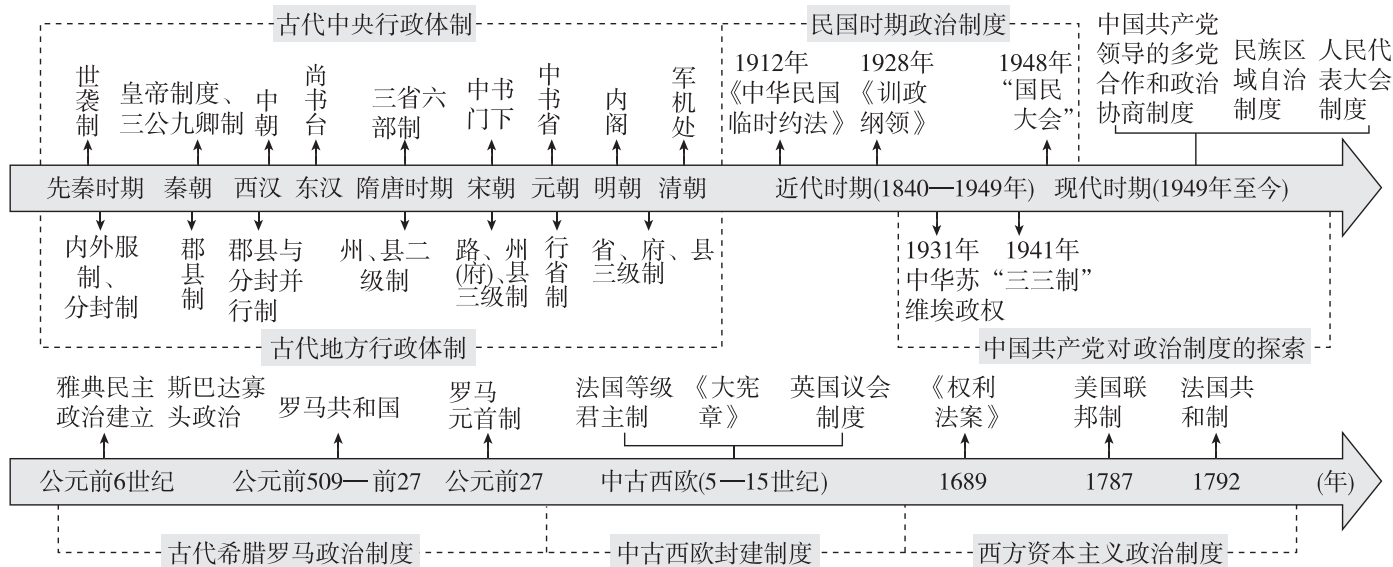 古代中央行政体制
民国时期政治制度
世袭制
皇帝制度、
三公九卿制
中朝
尚书台
三省六
部制
中书
门下
中书省
内阁
军机处
1912年
《中华民国
临时约法》
1928年
《训政
纲领》
1948年
“国民
大会”
中国共产党
领导的多党
合作和政治
协商制度
民族区
域自治
制度
人民代
表大会
制度
先秦时期 秦朝 西汉 东汉 隋唐时期 宋朝 元朝 明朝 清朝 近代时期(1840—1949年) 现代时期(1949年至今)
内外服
制、
分封制
郡县制
郡县与
分封并
行制
州、县二
级制
路、州
(府)、县
三级制
行省制
省、府、县
三级制
1931年
中华苏
维埃政权
1941年
“三三制”
古代地方行政体制
中国共产党对政治制度的探索
雅典民主
政治建立
斯巴达寡
头政治
罗马共和国
罗马
元首制
法国等级
君主制
《大宪
章》
英国议会
制度
《权利
法案》
美国联
邦制
法国共
和制
公元前6世纪 公元前509—前27 公元前27 中古西欧(5—15世纪) 1689 1787 1792 (年)
古代希腊罗马政治制度
中古西欧封建制度
西方资本主义政治制度